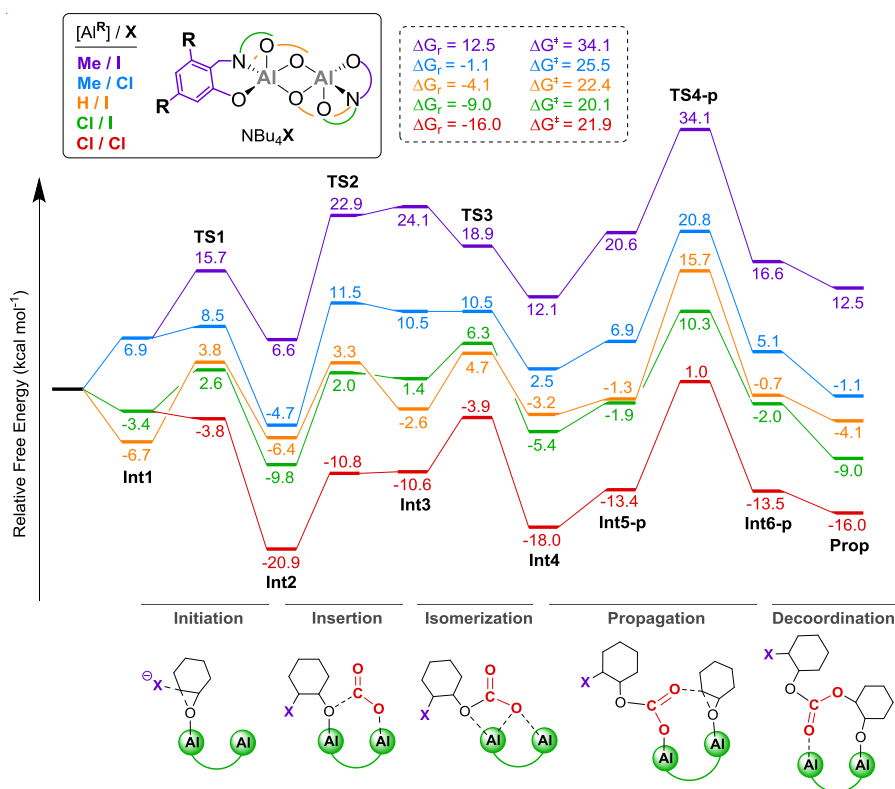 [Al^R] / X
Me / I
Me / Cl
H / I
Cl / I
Cl / Cl
R
R
N
O
O
O
Al
Al
O
O
O
N
NBu4X
ΔGr = 12.5 ΔG‡ = 34.1
ΔGr = -1.1 ΔG‡ = 25.5
ΔGr = -4.1 ΔG‡ = 22.4
ΔGr = -9.0 ΔG‡ = 20.1
ΔGr = -16.0 ΔG‡ = 21.9
Relative Free Energy (kcal mol⁻¹)
6.9
-3.4
-6.7
Int1
TS1
15.7
8.5
3.8
2.6
-3.8
6.6
-4.7
-6.4
-9.8
-20.9
Int2
TS2
22.9
11.5
3.3
2.0
-10.8
24.1
10.5
1.4
-2.6
-10.6
Int3
TS3
18.9
10.5
6.3
4.7
-3.9
12.1
2.5
-3.2
-5.4
-18.0
Int4
20.6
6.9
-1.3
-1.9
-13.4
Int5-p
TS4-p
34.1
20.8
15.7
10.3
1.0
16.6
5.1
-0.7
-2.0
-13.5
Int6-p
12.5
-1.1
-4.1
-9.0
-16.0
Prop
Initiation
⊖X
O
Al Al
Insertion
X
O
C
O
O
Al Al
Isomerization
X
O
C
O
O
Al Al
Propagation
X
O
C
O
O
O
Al Al
Decoordination
X
O
C
O
O
O
Al Al